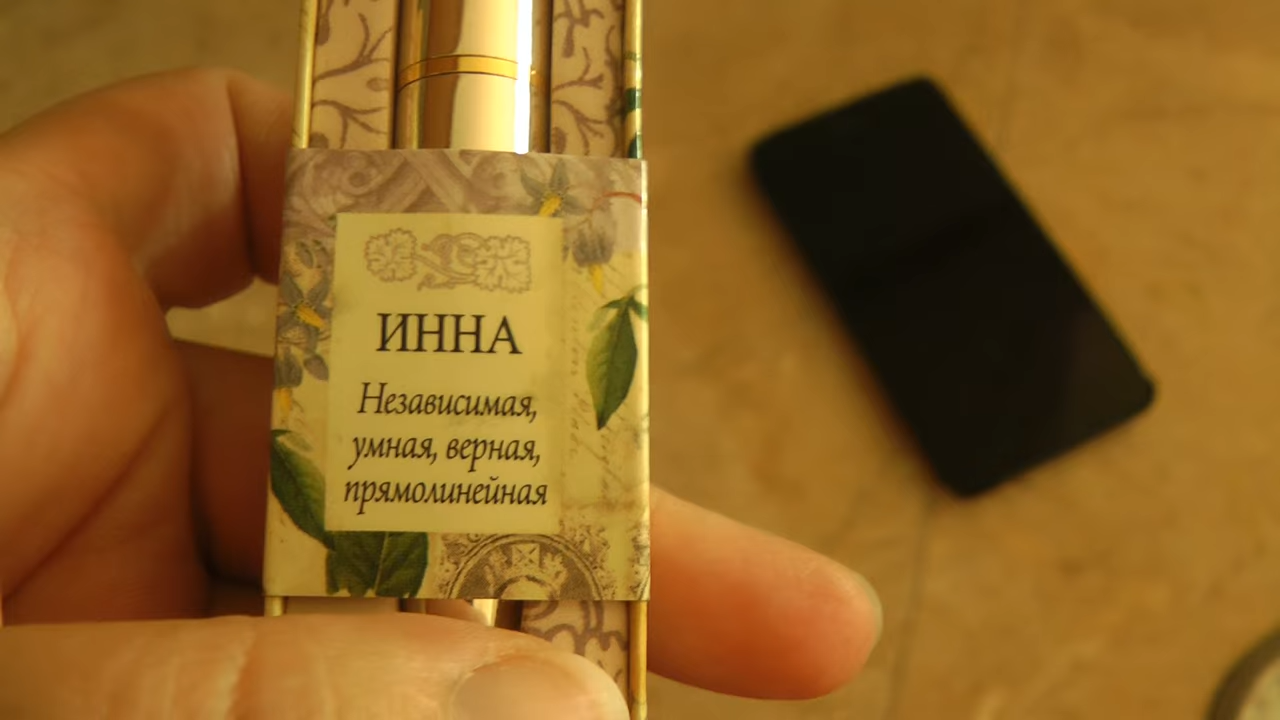 ИННА
Независимая,
умная, верная,
прямолинейная